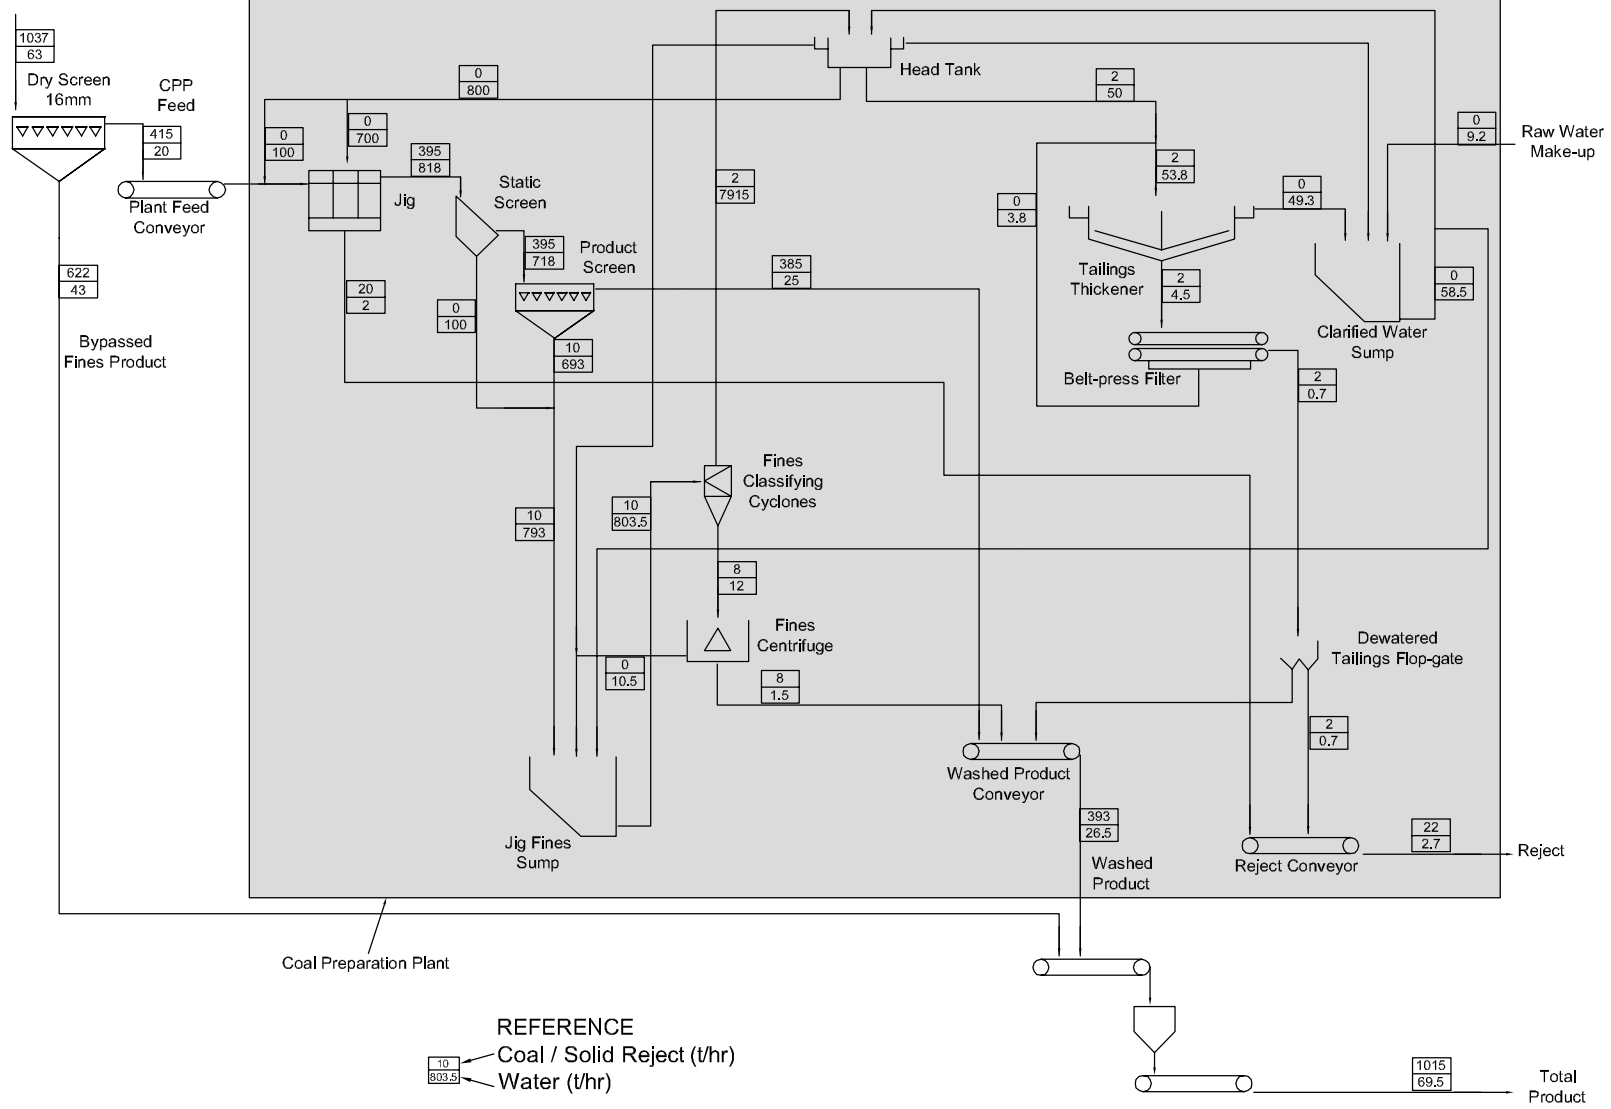 1037
63
Dry Screen
16mm
CPP
Feed
415
20
Plant Feed
Conveyor
622
43
Bypassed
Fines Product
0
800
0
100
0
700
395
818
Jig
Static
Screen
395
718
Product
Screen
20
2
0
100
10
693
385
25
2
7915
Head Tank
2
50
0
9.2
Raw Water
Make-up
2
53.8
0
3.8
0
49.3
Tailings
Thickener
2
4.5
0
58.5
Clarified Water
Sump
Belt-press Filter
2
0.7
Fines
Classifying
Cyclones
10
803.5
10
793
8
12
Fines
Centrifuge
0
10.5
8
1.5
Dewatered
Tailings Flop-gate
2
0.7
Washed Product
Conveyor
393
26.5
Jig Fines
Sump
Washed
Product
Reject Conveyor
22
2.7
Reject
Coal Preparation Plant
REFERENCE
10
803.5
Coal / Solid Reject (t/hr)
Water (t/hr)
1015
69.5
Total
Product